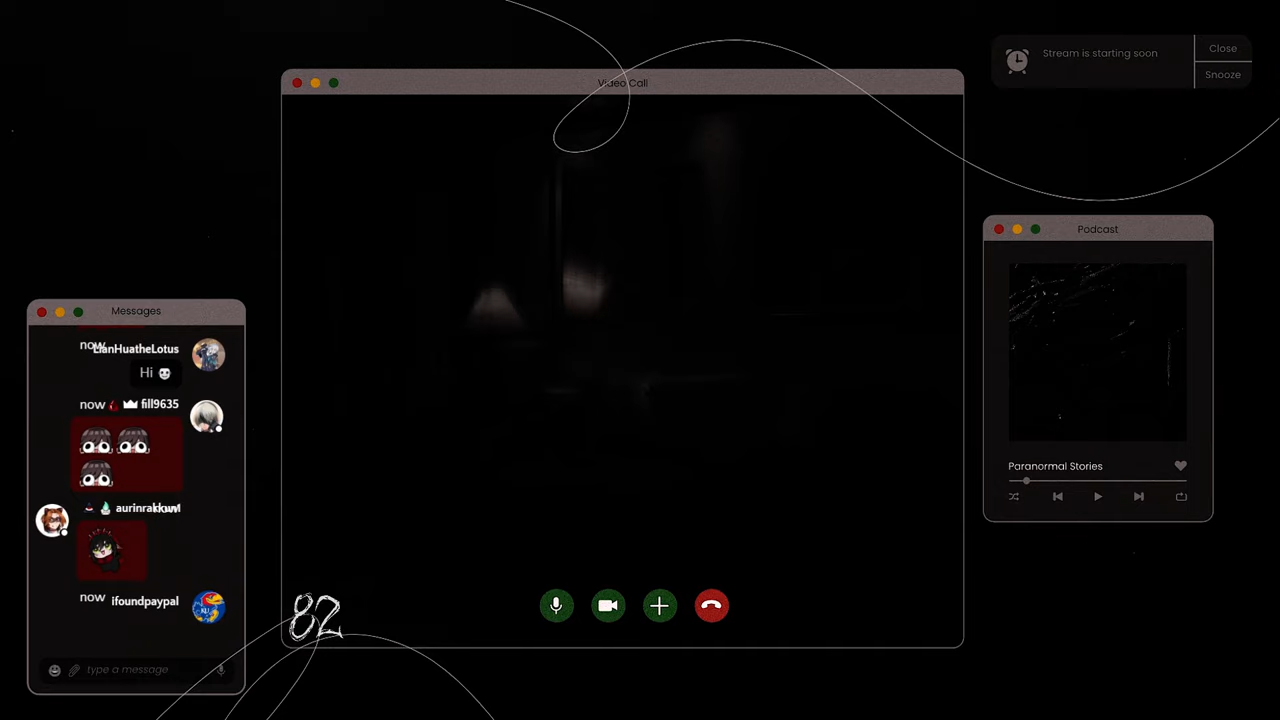 Stream is starting soon
Close
Snooze
Video Call
Podcast
Messages
now
LianHuatheLotus
Hi
now fill9635
now
now ifoundpaypal
type a message
82
Paranormal Stories